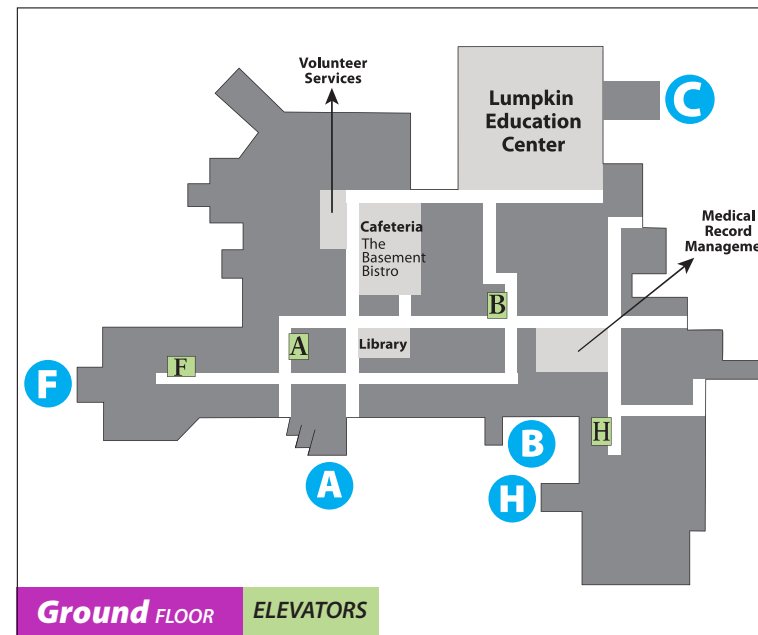 Volunteer
Services
Lumpkin
Education
Center
C
Medical
Record
Manageme
Cafeteria
The
Basement
Bistro
B
A
Library
F
F
H
B
A
H
Ground FLOOR
ELEVATORS